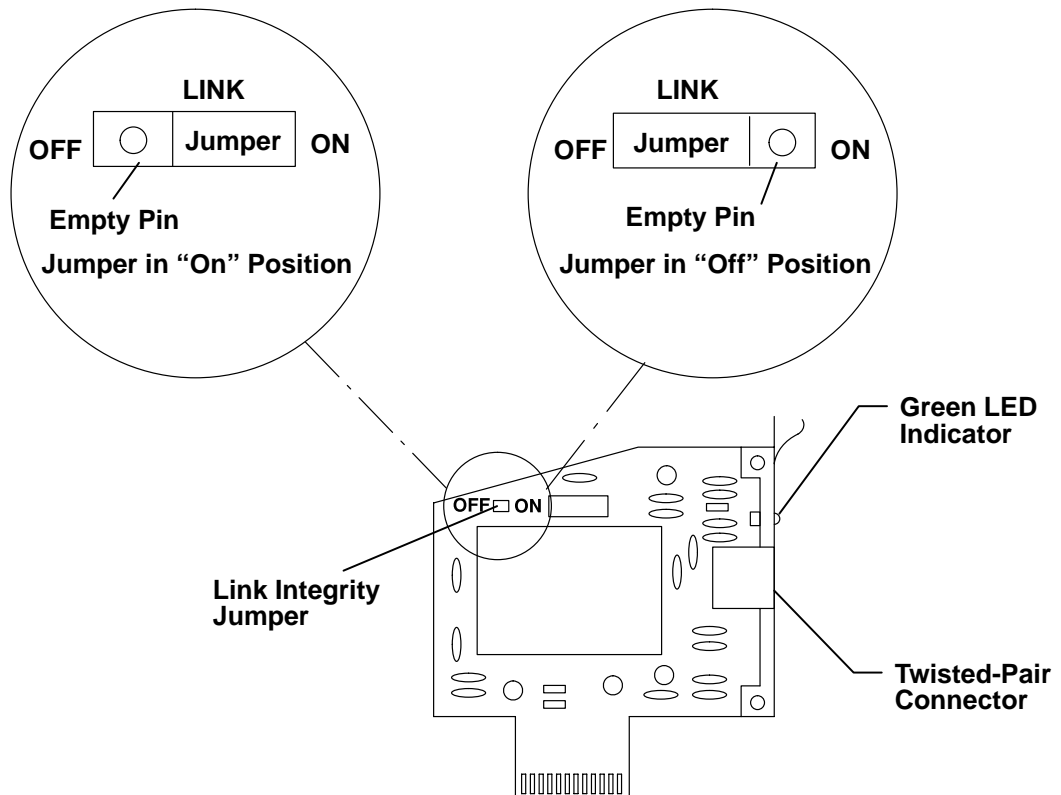 LINK
OFF Jumper ON
Empty Pin
Jumper in “On” Position
LINK
OFF Jumper ON
Empty Pin
Jumper in “Off” Position
Green LED
Indicator
OFF ON
Link Integrity
Jumper
Twisted-Pair
Connector